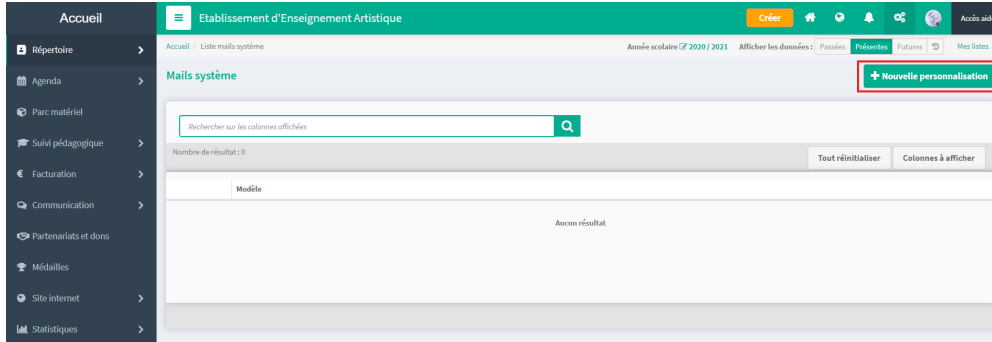 Accueil
Etablissement d'Enseignement Artistique
Créer
Accès aide
Répertoire
Accueil / Liste mails système
Année scolaire 2020 / 2021 Afficher les données : Passées Présentes Futures Mes listes
Agenda
Mails système
Nouvelle personnalisation
Parc matériel
Rechercher sur les colonnes affichées
Suivi pédagogique
Nombre de résultat : 0
Tout réinitialiser
Colonnes à afficher
Facturation
Modèle
Communication
Aucun résultat
Partenariats et dons
Médailles
Site internet
Statistiques